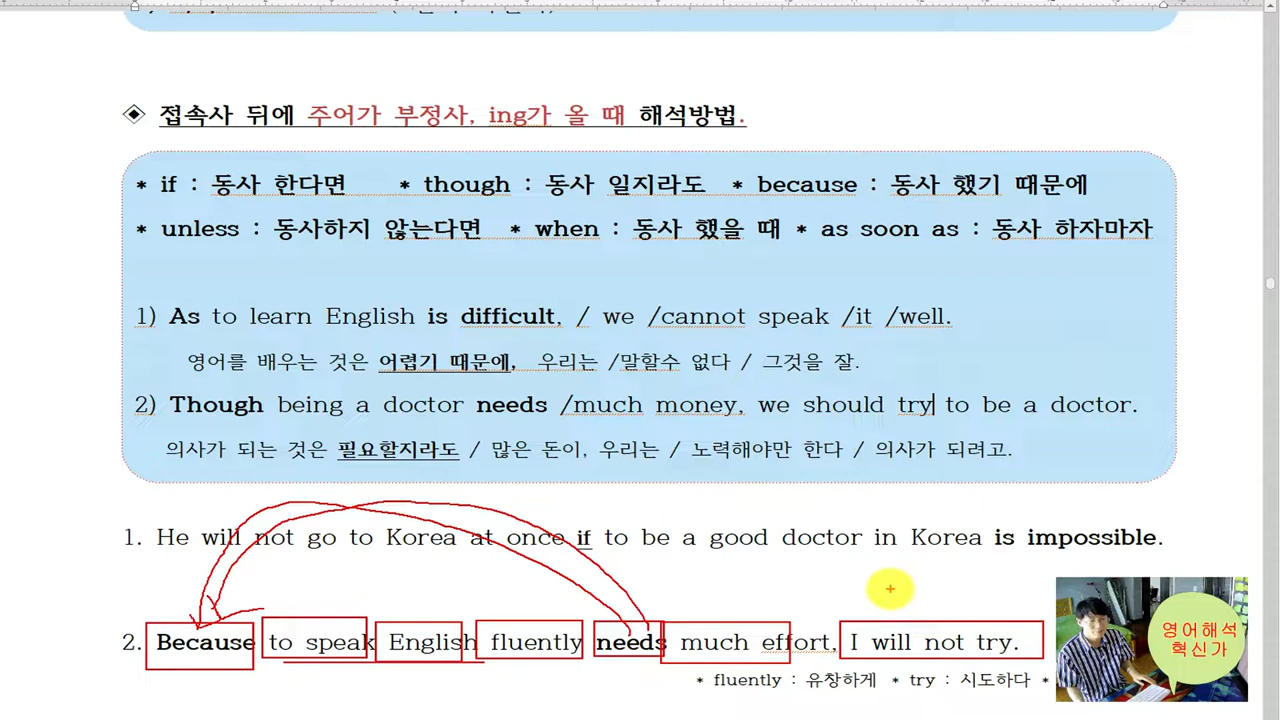 ◈ 접속사 뒤에 주어가 부정사, ing가 올 때 해석방법.
* if : 동사 한다면 * though : 동사 일지라도 * because : 동사 했기 때문에
* unless : 동사하지 않는다면 * when : 동사 했을 때 * as soon as : 동사 하자마자
1) As to learn English is difficult, / we /cannot speak /it /well.
영어를 배우는 것은 어렵기 때문에, 우리는 /말할수 없다 / 그것을 잘.
2) Though being a doctor needs /much money, we should try to be a doctor.
의사가 되는 것은 필요할지라도 / 많은 돈이, 우리는 / 노력해야만 한다 / 의사가 되려고.
1. He will not go to Korea at once if to be a good doctor in Korea is impossible.
2. Because to speak English fluently needs much effort, I will not try.
* fluently : 유창하게 * try : 시도하다 *
영어해석
혁신가